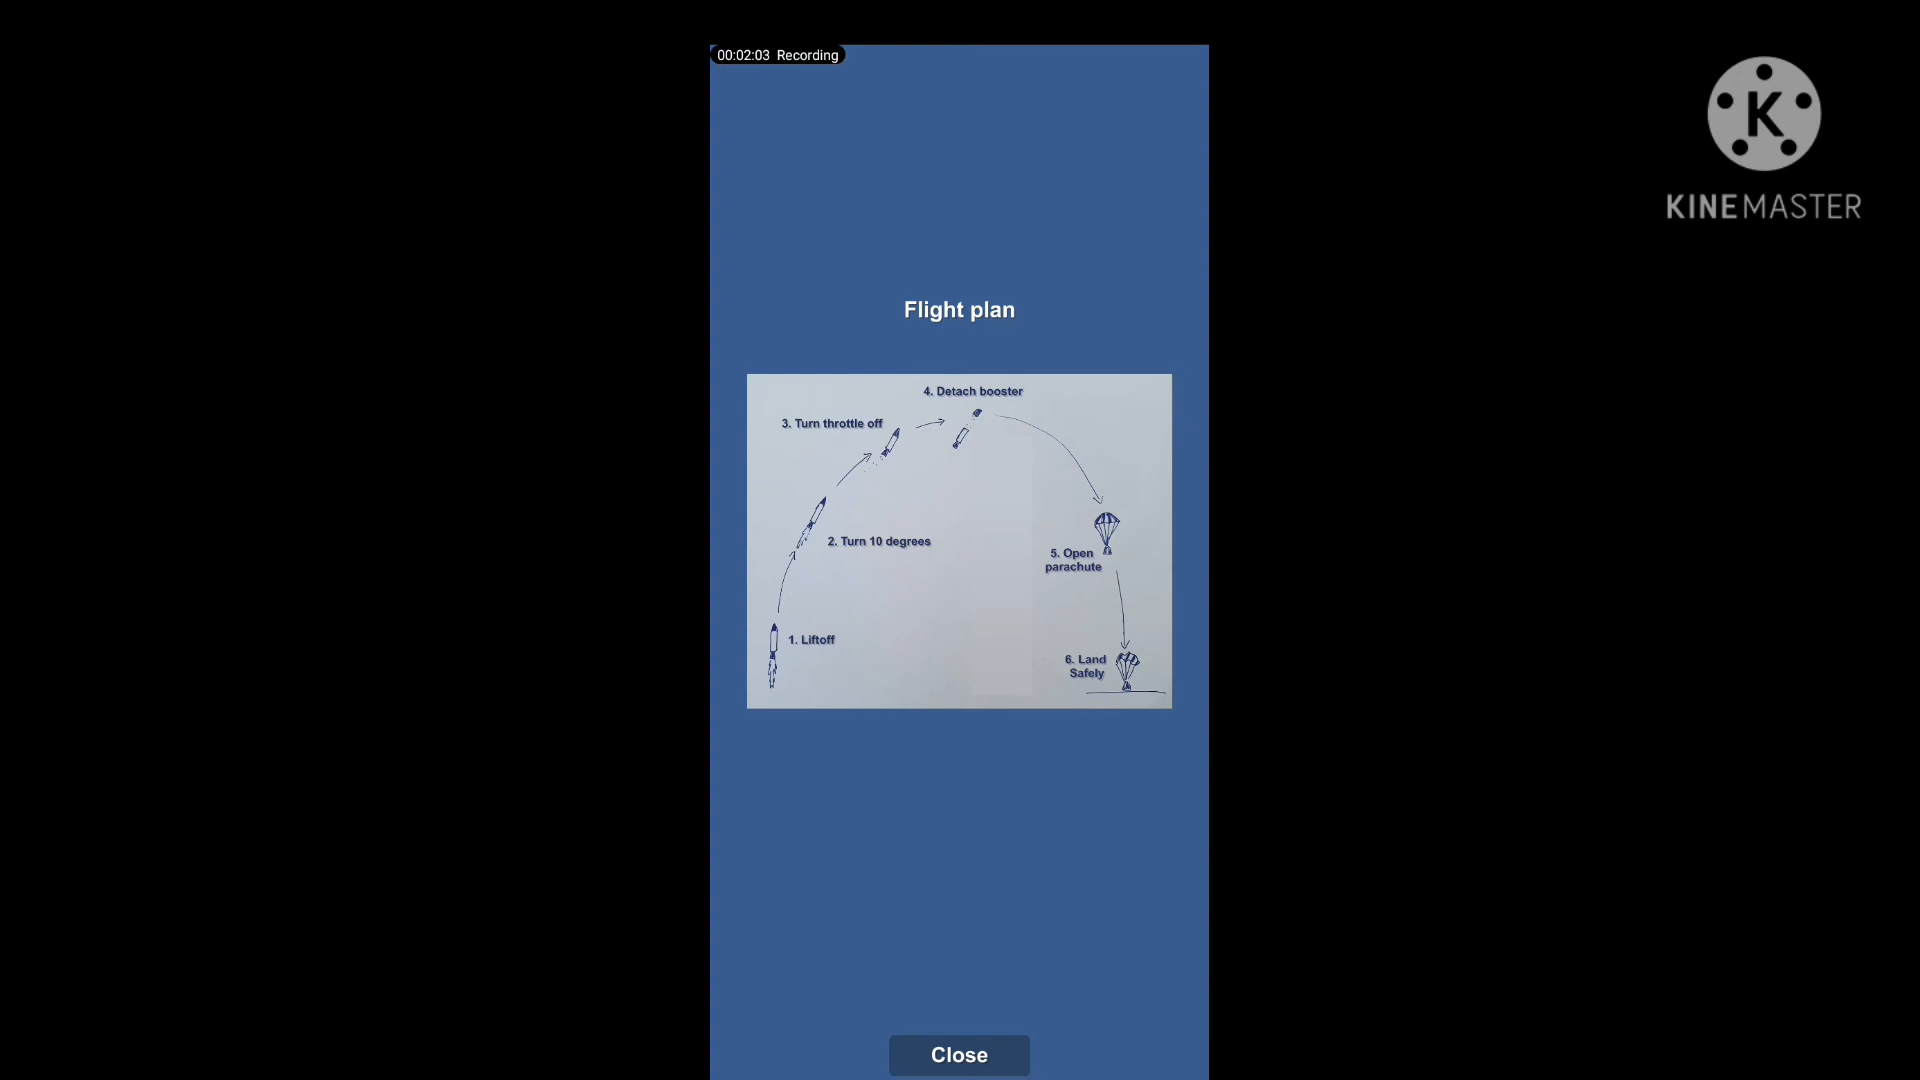 00:02:03 Recording
K
KINEMASTER
Flight plan
4. Detach booster
3. Turn throttle off
2. Turn 10 degrees
5. Open
parachute
1. Liftoff
6. Land
Safely
Close